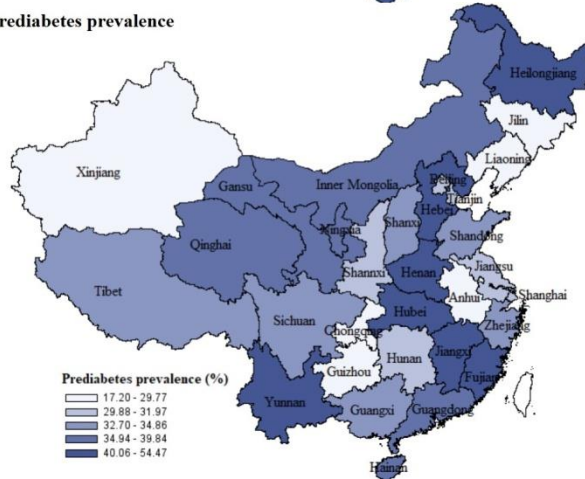 Prediabetes prevalence
Heilongjiang
Jilin
Liaoning
Xinjiang
Gansu
Inner Mongolia
Beijing
Tianjin
Hebei
Shanxi
Shandong
Ningxia
Qinghai
Shannxi
Henan
Jiangsu
Tibet
Anhui
Shanghai
Hubei
Sichuan
Chongqing
Zhejiang
Hunan
Jiangxi
Guizhou
Fujian
Yunnan
Guangxi
Guangdong
Hainan
Prediabetes prevalence (%)
17.20 - 29.77
29.88 - 31.97
32.70 - 34.86
34.94 - 39.84
40.06 - 54.47